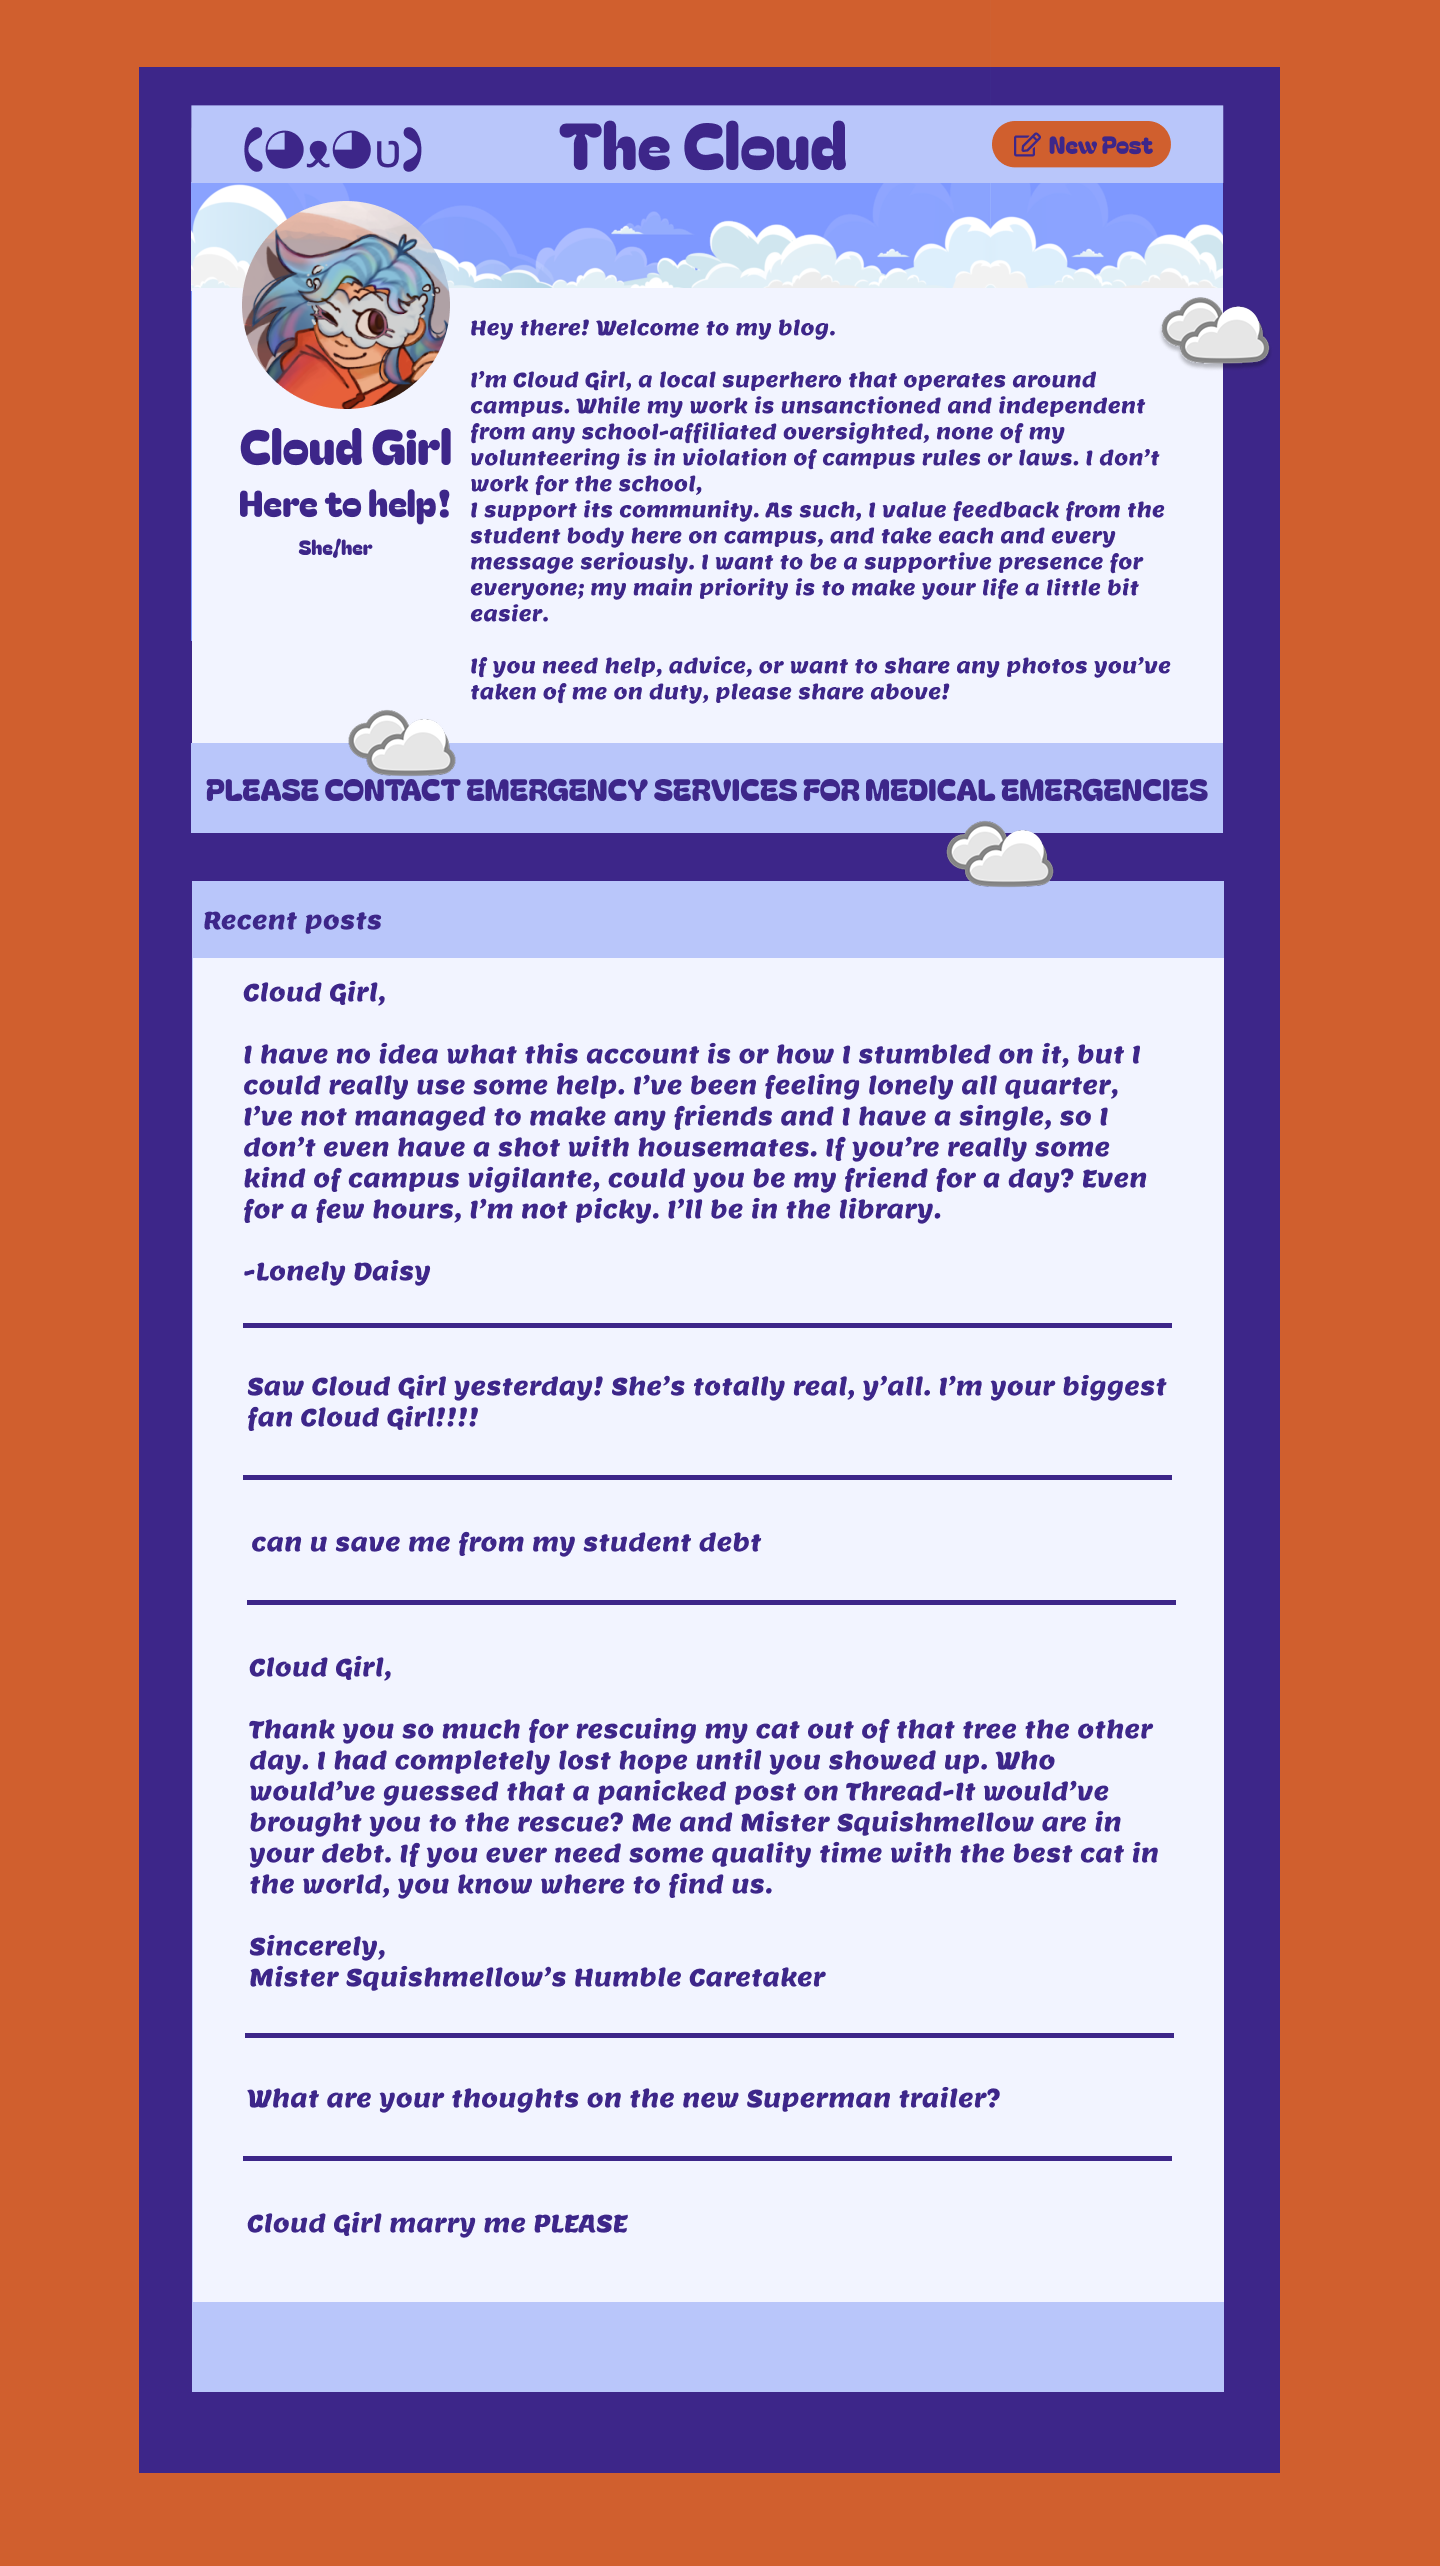 The Cloud
New Post
Hey there! Welcome to my blog.
I'm Cloud Girl, a local superhero that operates around
campus. While my work is unsanctioned and independent
from any school-affiliated oversighted, none of my
volunteering is in violation of campus rules or laws. I don't
work for the school,
I support its community. As such, I value feedback from the
student body here on campus, and take each and every
message seriously. I want to be a supportive presence for
everyone; my main priority is to make your life a little bit
easier.
If you need help, advice, or want to share any photos you've
taken of me on duty, please share above!
Cloud Girl
Here to help!
She/her
PLEASE CONTACT EMERGENCY SERVICES FOR MEDICAL EMERGENCIES
Recent posts
Cloud Girl,
I have no idea what this account is or how I stumbled on it, but I
could really use some help. I've been feeling lonely all quarter,
I've not managed to make any friends and I have a single, so I
don't even have a shot with housemates. If you're really some
kind of campus vigilante, could you be my friend for a day? Even
for a few hours, I'm not picky. I'll be in the library.
-Lonely Daisy
Saw Cloud Girl yesterday! She's totally real, y'all. I'm your biggest
fan Cloud Girl!!!!
can u save me from my student debt
Cloud Girl,
Thank you so much for rescuing my cat out of that tree the other
day. I had completely lost hope until you showed up. Who
would've guessed that a panicked post on Thread-It would've
brought you to the rescue? Me and Mister Squishmellow are in
your debt. If you ever need some quality time with the best cat in
the world, you know where to find us.
Sincerely,
Mister Squishmellow's Humble Caretaker
What are your thoughts on the new Superman trailer?
Cloud Girl marry me PLEASE